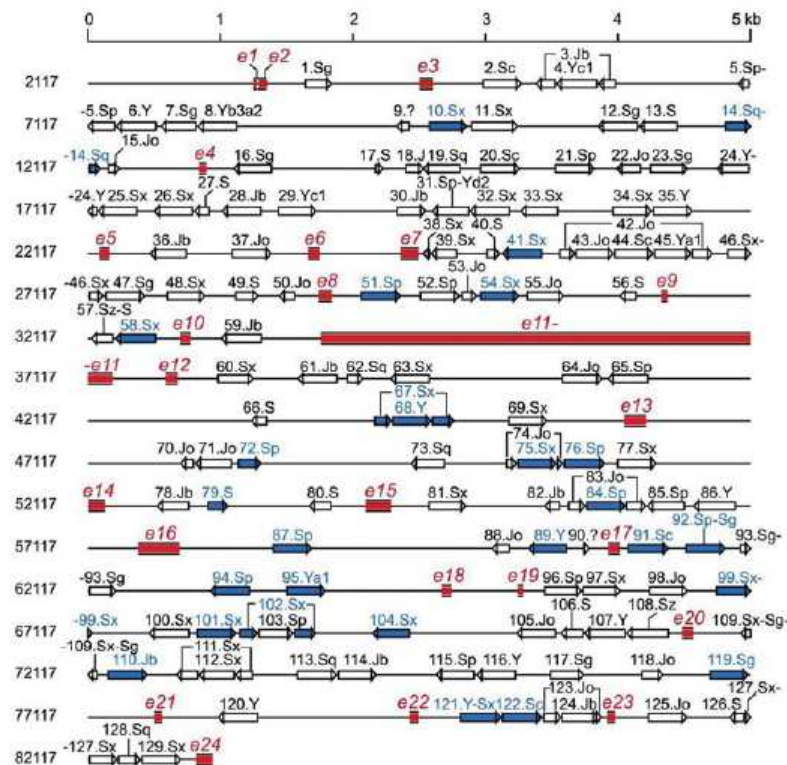 0 1 2 3 4 5 kb
e1 e2 e3 3.Jb
2117 1.Sg 2.Sc 4.Yc1 5.Sp-
7117 -5.Sp 6.Y 7.Sg 8.Yb3a2 9.? 10.Sx 11.Sx 12.Sg 13.S 14.Sq-
15.Jo
12117 -14.Sq e4 16.Sg 17.S 18.J 19.Sq 20.Sc 21.Sp 22.Jo 23.Sg 24.Y-
27.S 31.Sp-Yd2
17117 -24.Y 25.Sx 26.Sx 28.Jb 29.Yc1 30.Jb 32.Sx 33.Sx 34.Sx 35.Y
38.Sx 40.S 42.Jo
22117 e5 36.Jb 37.Jo e6 e7 39.Sx 41.Sx 43.Jo 44.Sc 45.Ya1 46.Sx-
53.Jo
27117 -46.Sx 47.Sg 48.Sx 49.S 50.Jo e8 51.Sp 52.Sp 54.Sx 55.Jo 56.S e9
57.Sz-S
32117 58.Sx e10 59.Jb e11-
37117 -e11 e12 60.Sx 61.Jb 62.Sq 63.Sx 64.Jo 65.Sp
67.Sx
42117 66.S 68.Y 69.Sx e13
74.Jo
47117 70.Jo 71.Jo 72.Sp 73.Sq 75.Sx 76.Sp 77.Sx
83.Jo
52117 e14 78.Jb 79.S 80.S e15 81.Sx 82.Jb 84.Sp 85.Sp 86.Y
92.Sp-Sg
57117 e16 87.Sp 88.Jo 89.Y 90.? e17 91.Sc 93.Sg-
62117 -93.Sg 94.Sp 95.Ya1 e18 e19 96.Sp 97.Sx 98.Jo 99.Sx-
102.Sx 106.S 108.Sz
67117 -99.Sx 100.Sx 101.Sx 103.Sp 104.Sx 105.Jo 107.Y e20 109.Sx-Sg-
-109.Sx-Sg 111.Sx
72117 110.Jb 112.Sx 113.Sq 114.Jb 115.Sp 116.Y 117.Sg 118.Jo 119.Sg
123.Jo 127.Sx-
77117 e21 120.Y e22 121.Y-Sx 122.Sc 124.Jb e23 125.Jo 126.S
128.Sq
82117 -127.Sx 129.Sx e24